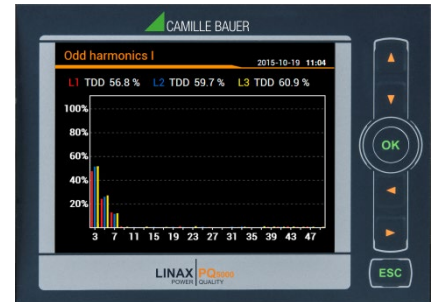 CAMILLE BAUER
Odd harmonics I
2015-10-19 11:04
L1 TDD 56.8 % L2 TDD 59.7 % L3 TDD 60.9 %
100%
80%
60%
40%
20%
3 7 11 15 19 23 27 31 35 39 43 47
OK
ESC
LINAX PQ5000
POWER QUALITY